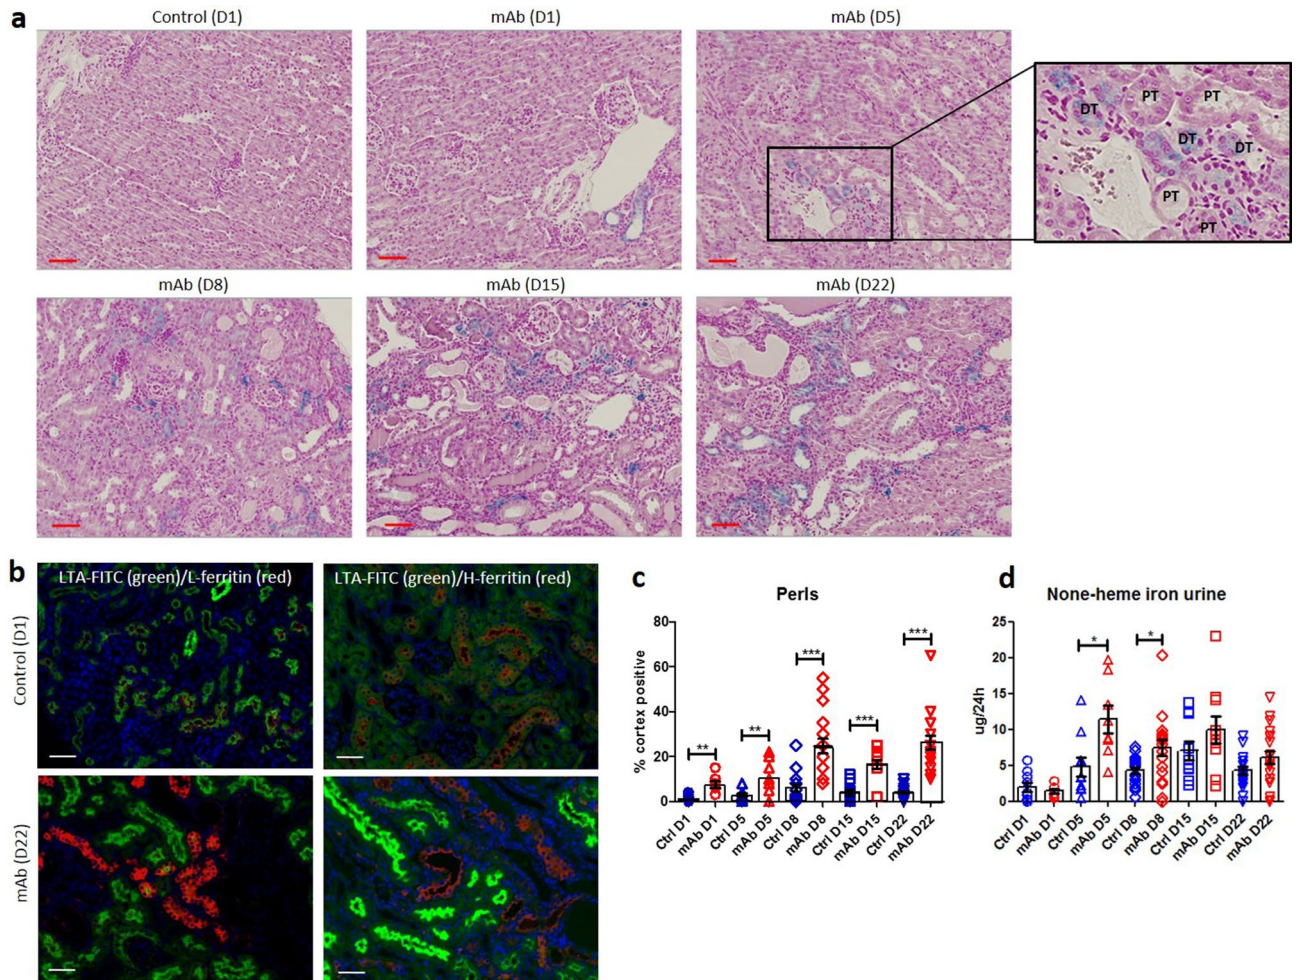 a
Control (D1)
mAb (D1)
mAb (D5)
PT
PT
DT
DT
DT
PT
PT
mAb (D8)
mAb (D15)
mAb (D22)
b
LTA-FITC (green)/L-ferritin (red)
LTA-FITC (green)/H-ferritin (red)
Control (D1)
mAb (D22)
c
Perls
% cortex positive
80
60
40
20
0
**
**
***
***
***
Ctrl D1
mAb D1
Ctrl D5
mAb D5
Ctrl D8
mAb D8
Ctrl D15
mAb D15
Ctrl D22
mAb D22
d
None-heme iron urine
ug/24h
25
20
15
10
5
0
*
*
Ctrl D1
mAb D1
Ctrl D5
mAb D5
Ctrl D8
mAb D8
Ctrl D15
mAb D15
Ctrl D22
mAb D22